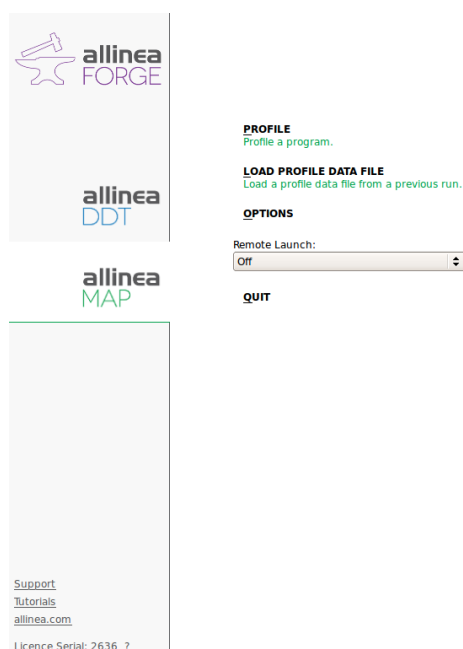 allinea
FORGE
allinea
DDT
allinea
MAP
PROFILE
Profile a program.
LOAD PROFILE DATA FILE
Load a profile data file from a previous run.
OPTIONS
Remote Launch:
Off
QUIT
Support
Tutorials
allinea.com
Licence Serial: 2636 ?